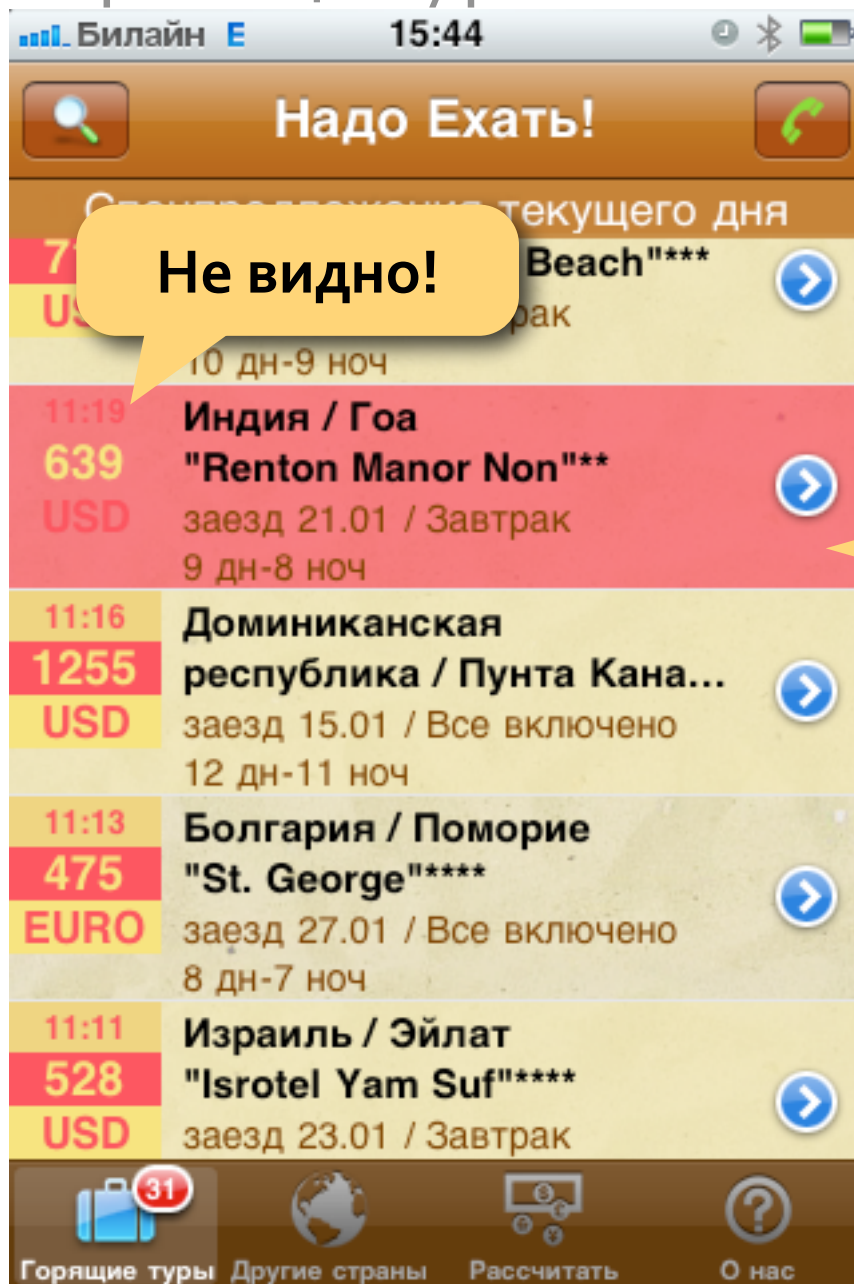 Билайн E 15:44
Надо Ехать!
текущего дня
Не видно!
Beach"***
10 дн-9 ноч
11:19
639
USD
Индия / Гоа
"Renton Manor Non"**
заезд 21.01 / Завтрак
9 дн-8 ноч
11:16
1255
USD
Доминиканская
республика / Пунта Кана...
заезд 15.01 / Все включено
12 дн-11 ноч
11:13
475
EURO
Болгария / Поморие
"St. George"****
заезд 27.01 / Все включено
8 дн-7 ноч
11:11
528
USD
Израиль / Эйлат
"Isrotel Yam Suf"****
заезд 23.01 / Завтрак
31
Горящие туры Другие страны Рассчитать О нас